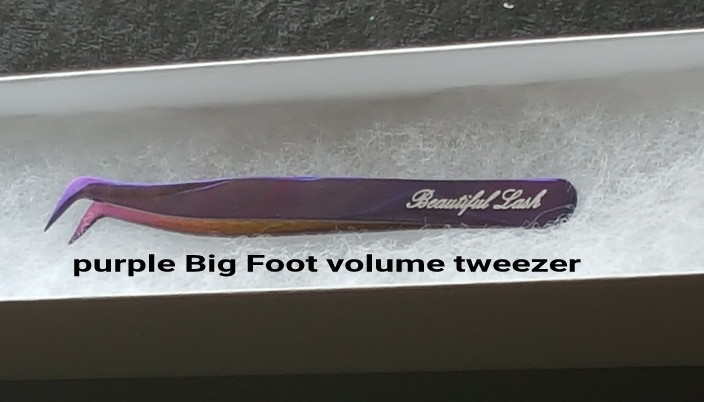 Beautiful Lash
purple Big Foot volume tweezer